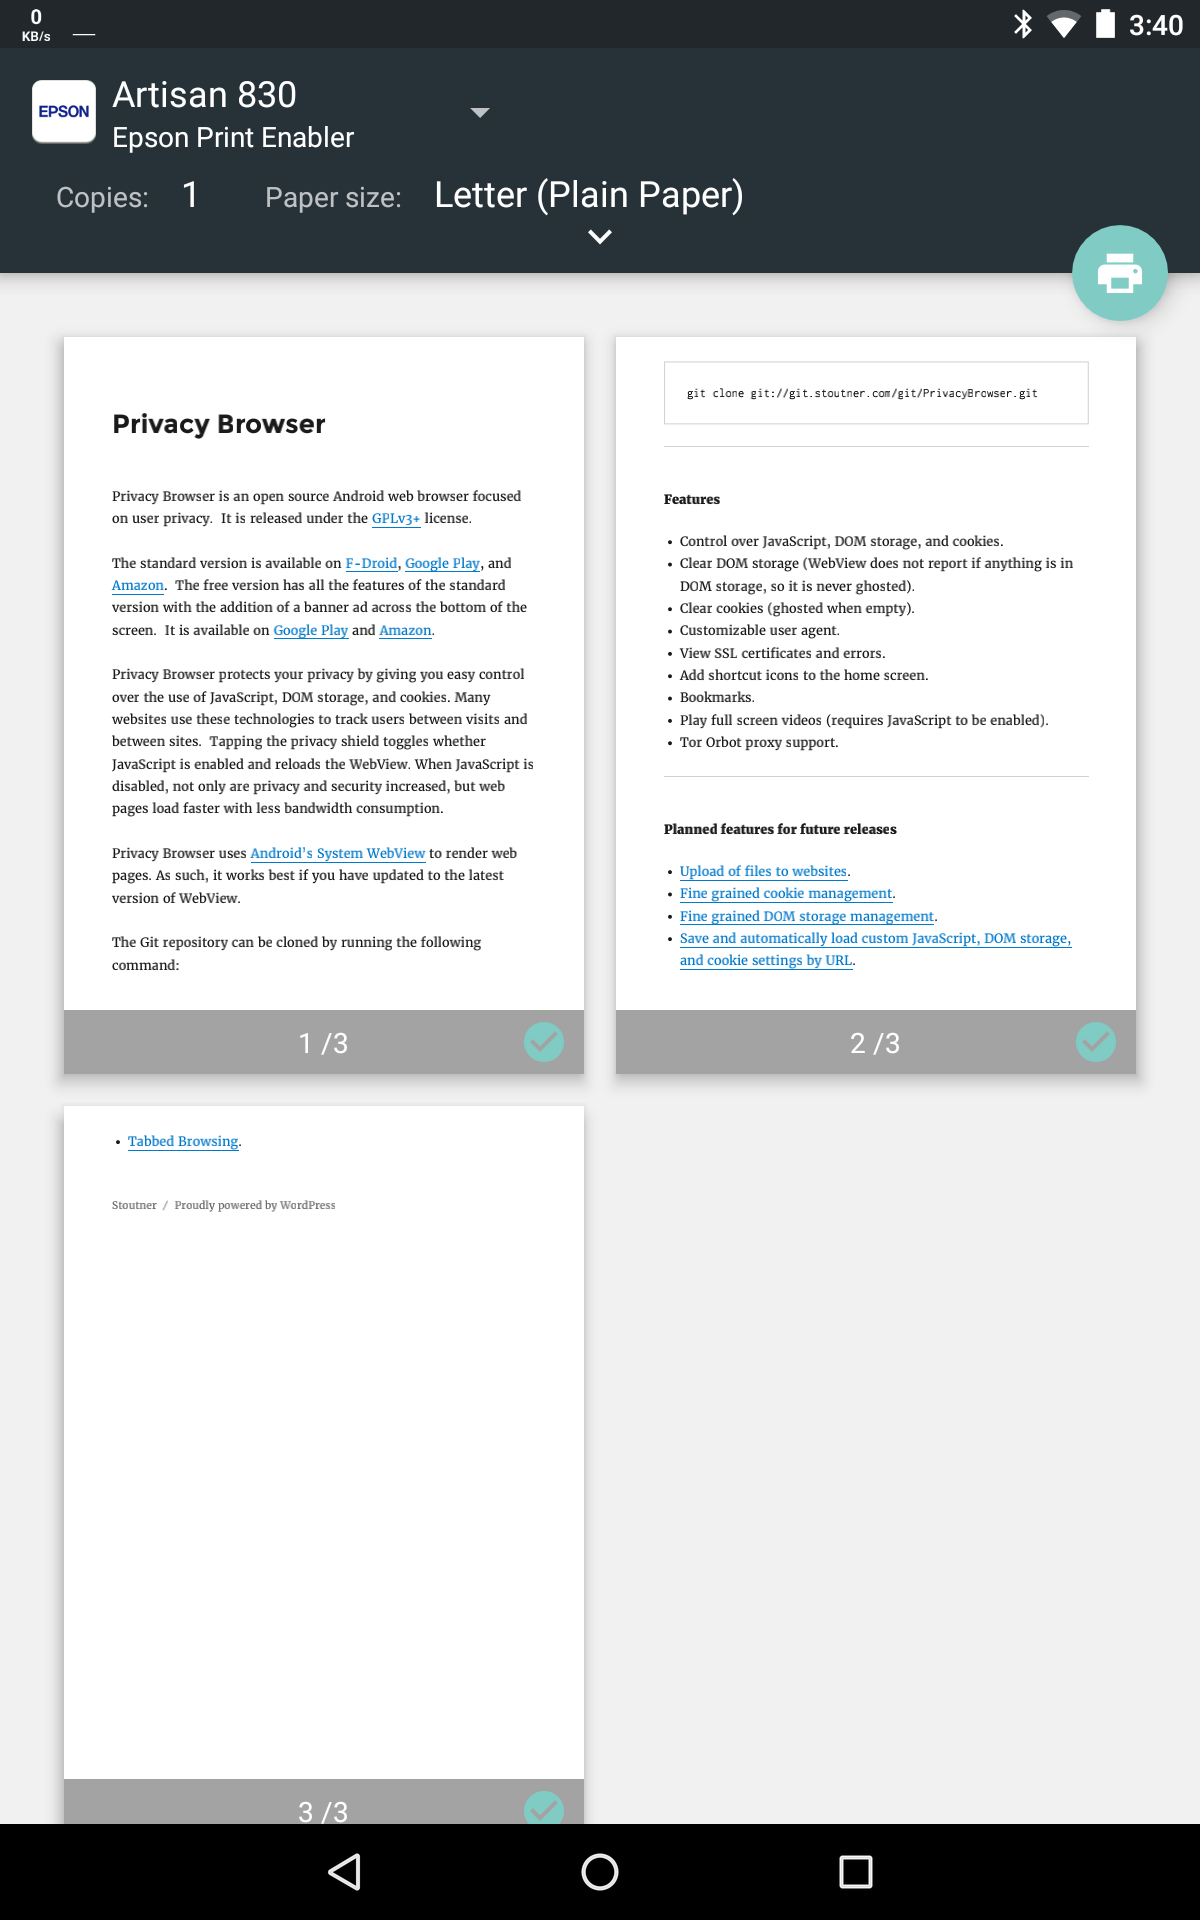 0
KB/s
3:40
EPSON
Artisan 830
Epson Print Enabler
Copies: 1 Paper size: Letter (Plain Paper)
Privacy Browser
Privacy Browser is an open source Android web browser focused
on user privacy.  It is released under the GPLv3+ license.
The standard version is available on F-Droid, Google Play, and
Amazon.  The free version has all the features of the standard
version with the addition of a banner ad across the bottom of the
screen.  It is available on Google Play and Amazon.
Privacy Browser protects your privacy by giving you easy control
over the use of JavaScript, DOM storage, and cookies. Many
websites use these technologies to track users between visits and
between sites.  Tapping the privacy shield toggles whether
JavaScript is enabled and reloads the WebView. When JavaScript is
disabled, not only are privacy and security increased, but web
pages load faster with less bandwidth consumption.
Privacy Browser uses Android's System WebView to render web
pages. As such, it works best if you have updated to the latest
version of WebView.
The Git repository can be cloned by running the following
command:
1 /3
git clone git://git.stoutner.com/git/PrivacyBrowser.git
Features
• Control over JavaScript, DOM storage, and cookies.
• Clear DOM storage (WebView does not report if anything is in
DOM storage, so it is never ghosted).
• Clear cookies (ghosted when empty).
• Customizable user agent.
• View SSL certificates and errors.
• Add shortcut icons to the home screen.
• Bookmarks.
• Play full screen videos (requires JavaScript to be enabled).
• Tor Orbot proxy support.
Planned features for future releases
• Upload of files to websites.
• Fine grained cookie management.
• Fine grained DOM storage management.
• Save and automatically load custom JavaScript, DOM storage,
and cookie settings by URL.
2 /3
• Tabbed Browsing.
Stoutner / Proudly powered by WordPress
3 /3